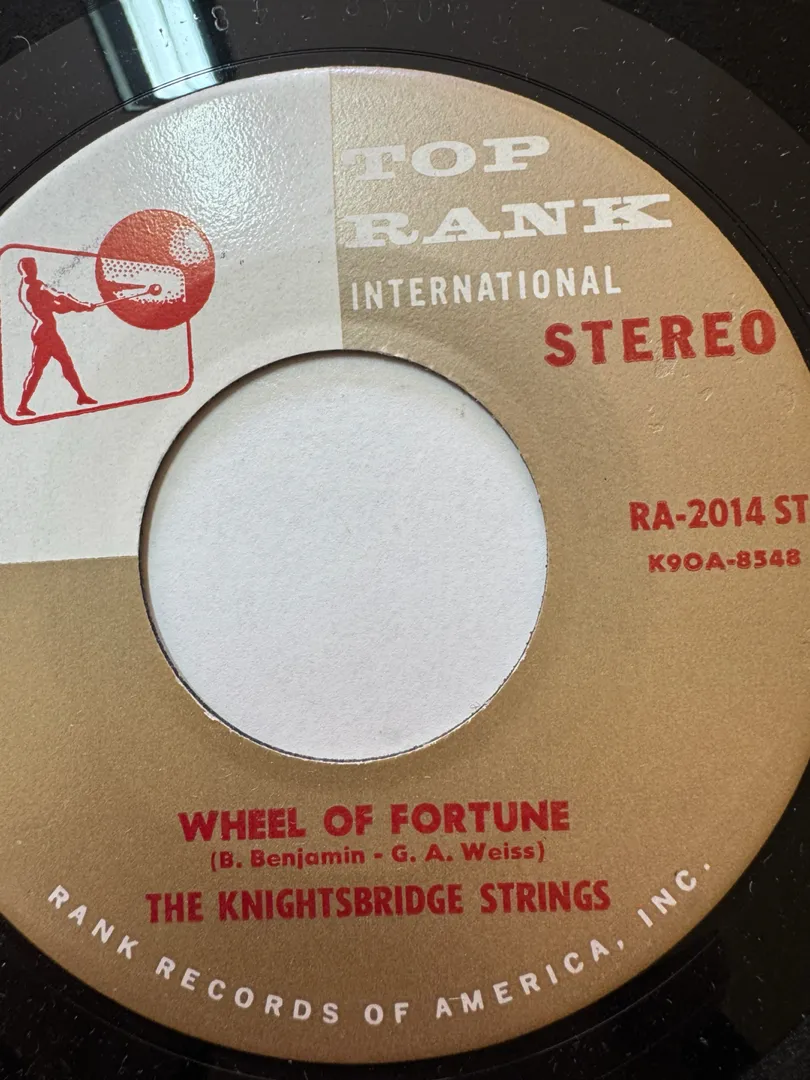 TOP
RANK
INTERNATIONAL
STEREO
RA-2014 ST
K9OA-8548
WHEEL OF FORTUNE
(B. Benjamin - G. A. Weiss)
THE KNIGHTSBRIDGE STRINGS
RANK RECORDS OF AMERICA, INC.